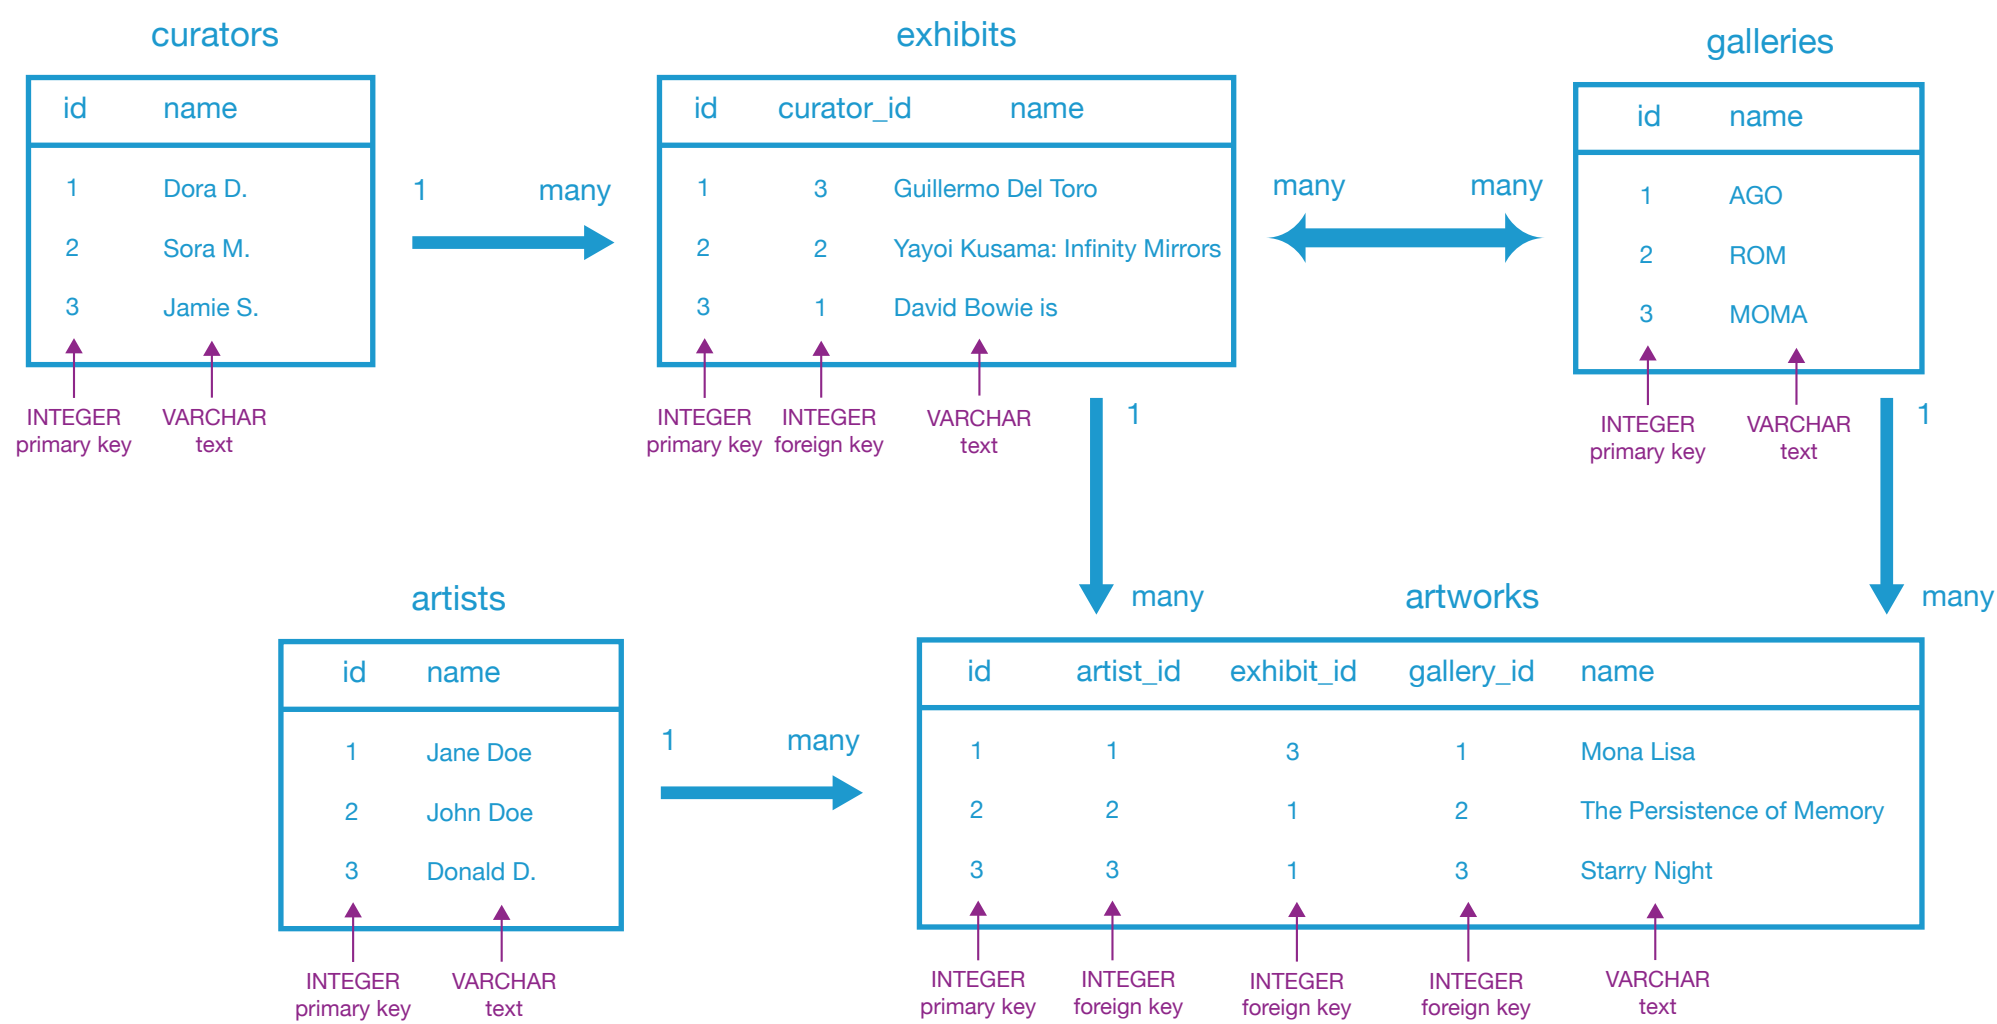 curators
id name
1 Dora D.
2 Sora M.
3 Jamie S.
INTEGER primary key
VARCHAR text
1 many
exhibits
id curator_id name
1 3 Guillermo Del Toro
2 2 Yayoi Kusama: Infinity Mirrors
3 1 David Bowie is
INTEGER primary key
INTEGER foreign key
VARCHAR text
many many
galleries
id name
1 AGO
2 ROM
3 MOMA
INTEGER primary key
VARCHAR text
1
many
1
many
artists
id name
1 Jane Doe
2 John Doe
3 Donald D.
INTEGER primary key
VARCHAR text
1 many
artworks
id artist_id exhibit_id gallery_id name
1 1 3 1 Mona Lisa
2 2 1 2 The Persistence of Memory
3 3 1 3 Starry Night
INTEGER primary key
INTEGER foreign key
INTEGER foreign key
INTEGER foreign key
VARCHAR text